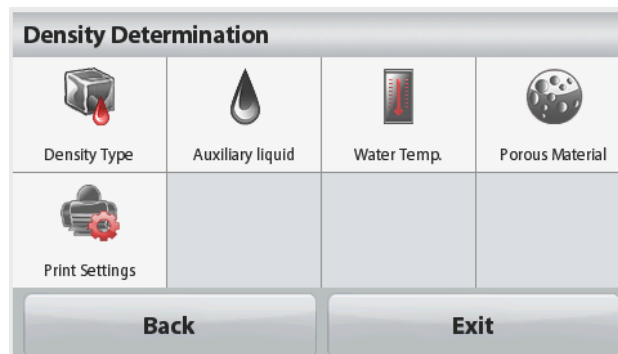 Density Determination
Density Type
Auxiliary liquid
Water Temp.
Porous Material
Print Settings
Back
Exit